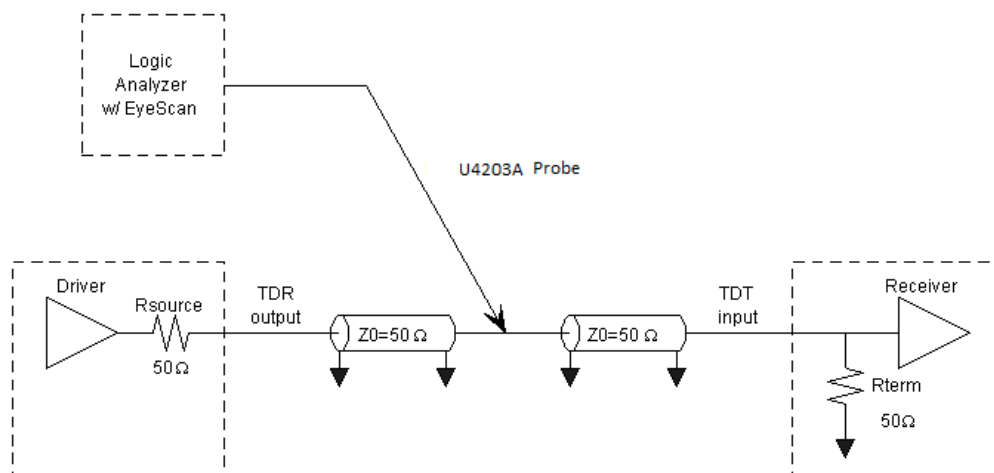 Logic
Analyzer
w/ EyeScan
U4203A Probe
Driver
Rsource
50Ω
TDR
output
Z0=50 Ω
Z0=50 Ω
TDT
input
Receiver
Rterm
50Ω